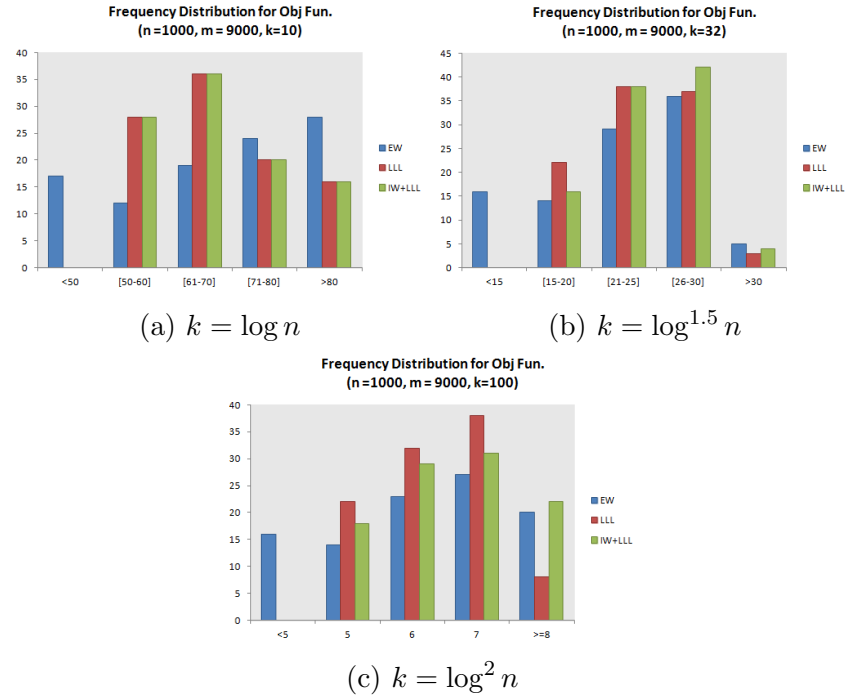 Frequency Distribution for Obj Fun.
(n =1000, m = 9000, k=10)
40
35
30
25
20
15
10
5
0
<50
[50-60]
[61-70]
[71-80]
>80
EW
LLL
IW+LLL
(a) k = log n
Frequency Distribution for Obj Fun.
(n =1000, m = 9000, k=32)
45
40
35
30
25
20
15
10
5
0
<15
[15-20]
[21-25]
[26-30]
>30
EW
LLL
IW+LLL
(b) k = log^1.5 n
Frequency Distribution for Obj Fun.
(n =1000, m = 9000, k=100)
40
35
30
25
20
15
10
5
0
<5
5
6
7
>=8
EW
LLL
IW+LLL
(c) k = log^2 n